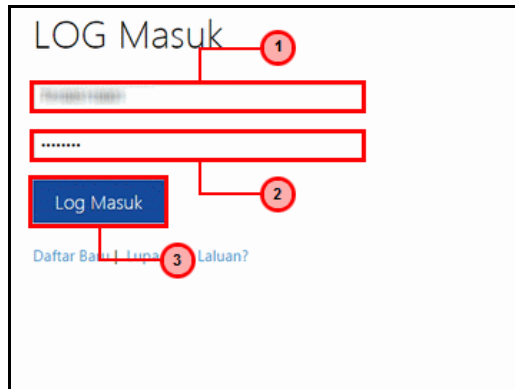 LOG Masuk
1
........
2
Log Masuk
Daftar | Lupa Laluan?
3